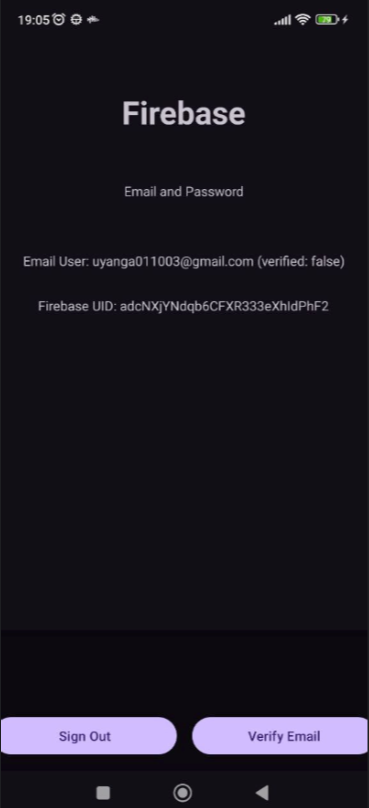 19:05
79
Firebase
Email and Password
Email User: uyanga011003@gmail.com (verified: false)
Firebase UID: adcNXjYNdqb6CFXR333eXhIdPhF2
Sign Out
Verify Email